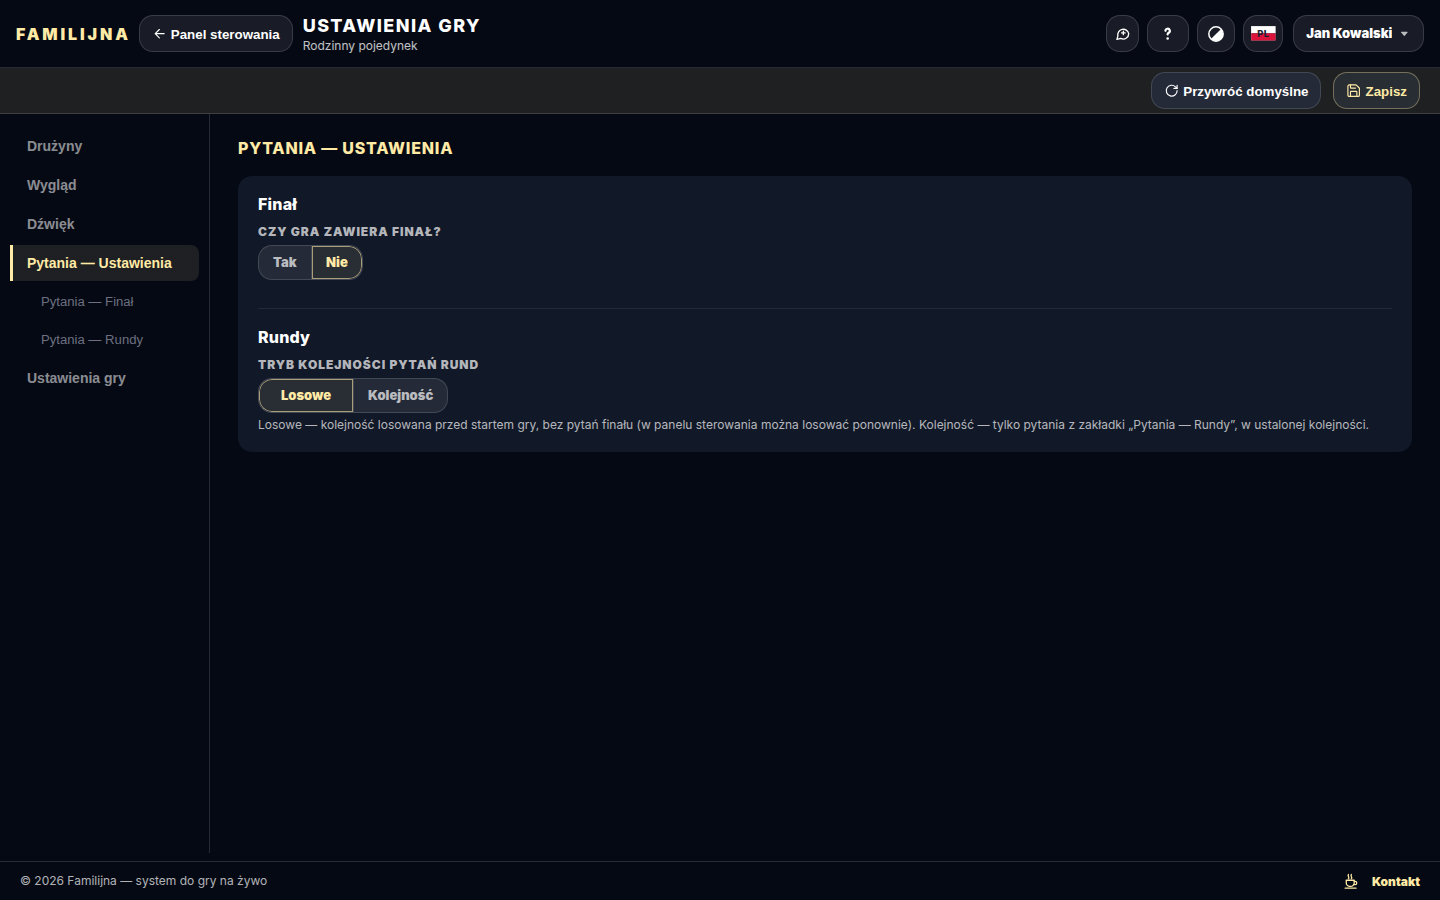 FAMILIJNA
Panel sterowania
USTAWIENIA GRY
Rodzinny pojedynek
?
PL
Jan Kowalski
Przywróć domyślne
Zapisz
Drużyny
Wygląd
Dźwięk
Pytania — Ustawienia
Pytania — Finał
Pytania — Rundy
Ustawienia gry
PYTANIA — USTAWIENIA
Finał
CZY GRA ZAWIERA FINAŁ?
Tak
Nie
Rundy
TRYB KOLEJNOŚCI PYTAŃ RUND
Losowe
Kolejność
Losowe — kolejność losowana przed startem gry, bez pytań finału (w panelu sterowania można losować ponownie). Kolejność — tylko pytania z zakładki „Pytania — Rundy”, w ustalonej kolejności.
© 2026 Familijna — system do gry na żywo
Kontakt